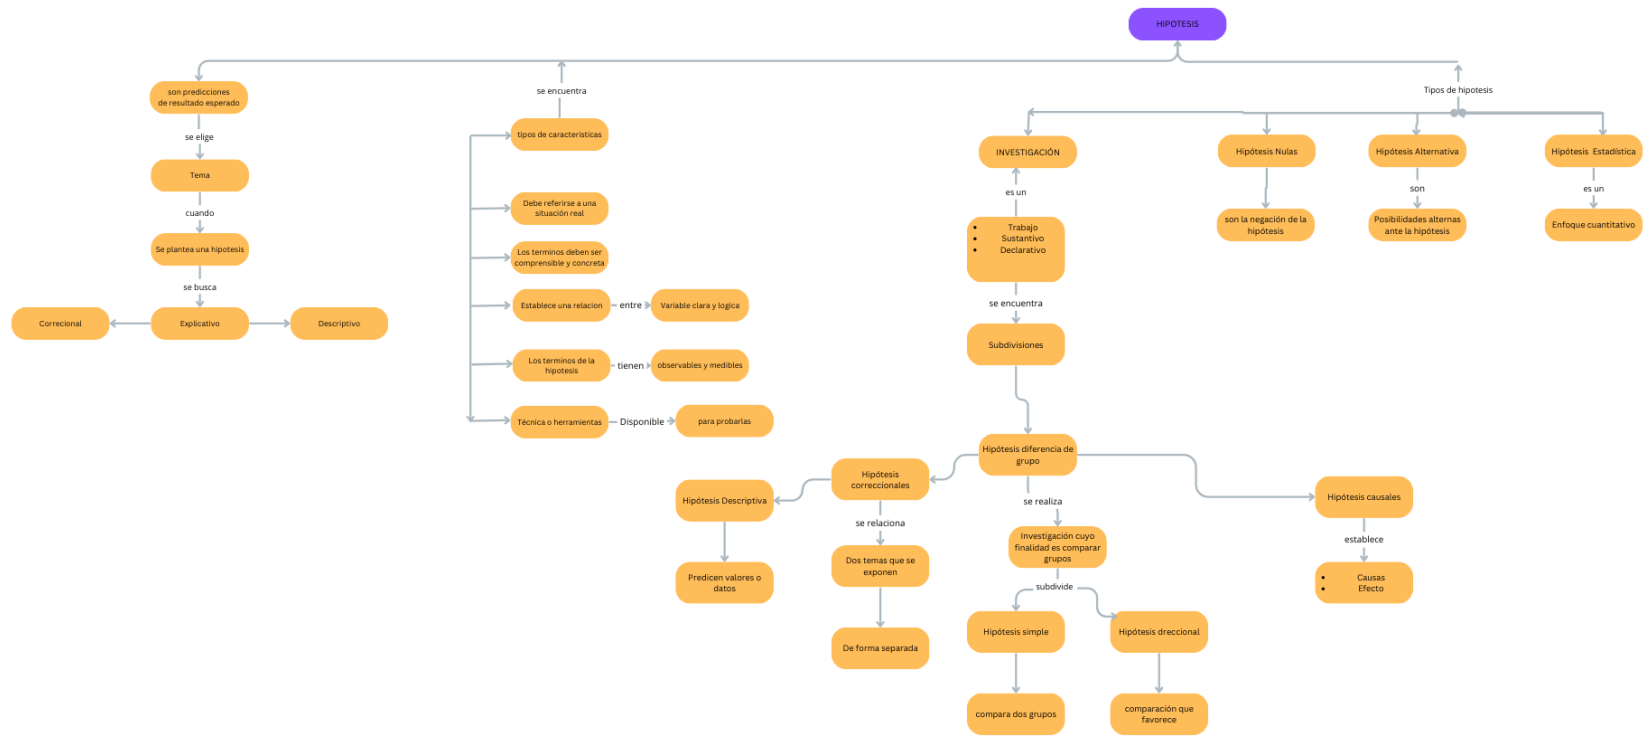 HIPOTESIS
son predicciones
de resultado esperado
se elige
Tema
cuando
Se plantea una hipotesis
se busca
Correcional
Explicativo
Descriptivo
se encuentra
tipos de caracteristicas
Debe referirse a una
situación real
Los terminos deben ser
comprensible y concreta
Establece una relacion
entre
Variable clara y logica
Los terminos de la
hipotesis
tienen
observables y medibles
Técnica o herramientas
Disponible
para probarlas
Tipos de hipotesis
INVESTIGACIÓN
es un
• Trabajo
• Sustantivo
• Declarativo
se encuentra
Subdivisiones
Hipótesis diferencia de
grupo
Hipótesis
correccionales
Hipótesis Descriptiva
Predicen valores o
datos
se relaciona
Dos temas que se
exponen
De forma separada
se realiza
Investigación cuyo
finalidad es comparar
grupos
subdivide
Hipótesis simple
compara dos grupos
Hipótesis dreccional
comparación que
favorece
Hipótesis causales
establece
• Causas
• Efecto
Hipótesis Nulas
son la negación de la
hipótesis
Hipótesis Alternativa
son
Posibilidades alternas
ante la hipótesis
Hipótesis Estadística
es un
Enfoque cuantitativo